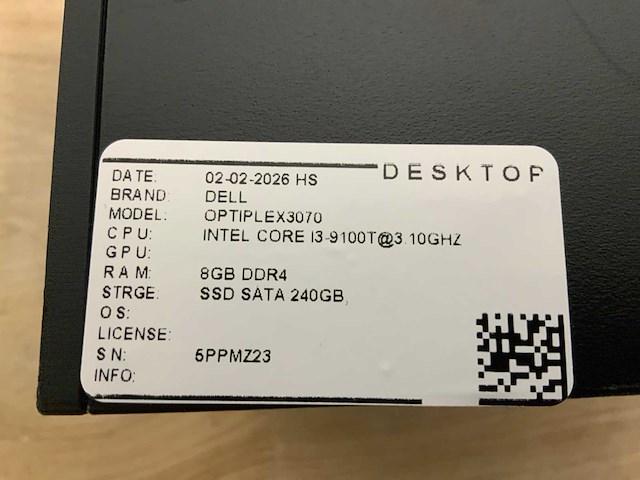 DESKTOP
DATE: 02-02-2026 HS
BRAND: DELL
MODEL: OPTIPLEX3070
CPU: INTEL CORE I3-9100T@3.10GHZ
GPU:
RAM: 8GB DDR4
STRGE: SSD SATA 240GB,
OS:
LICENSE:
SN: 5PPMZ23
INFO: